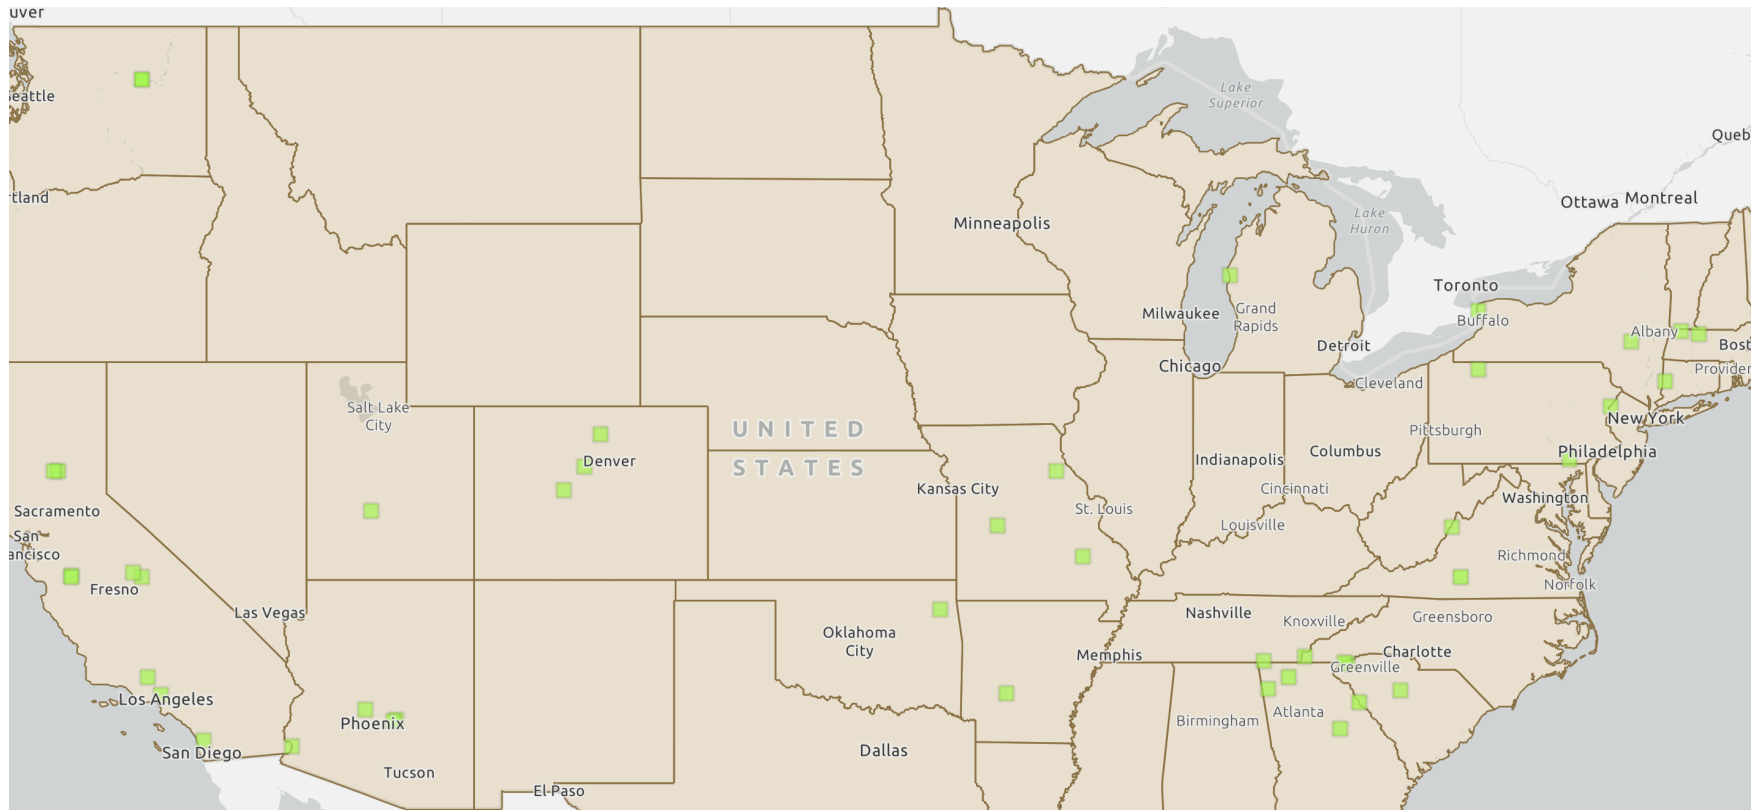 uver
Seattle
rtland
Lake
Superior
Queb
Ottawa
Montreal
Lake
Huron
Minneapolis
Toronto
Buffalo
Milwaukee
Grand
Rapids
Albany
Detroit
Bost
Chicago
Cleveland
Providen
Salt Lake
City
New York
UNITED
STATES
Pittsburgh
Denver
Indianapolis
Columbus
Philadelphia
Kansas City
Cincinnati
Washington
Sacramento
St. Louis
Louisville
San
ancisco
Richmond
Fresno
Norfolk
Las Vegas
Nashville
Knoxville
Greensboro
Oklahoma
City
Memphis
Charlotte
Greenville
Los Angeles
Phoenix
Birmingham
Atlanta
San Diego
Dallas
Tucson
El Paso